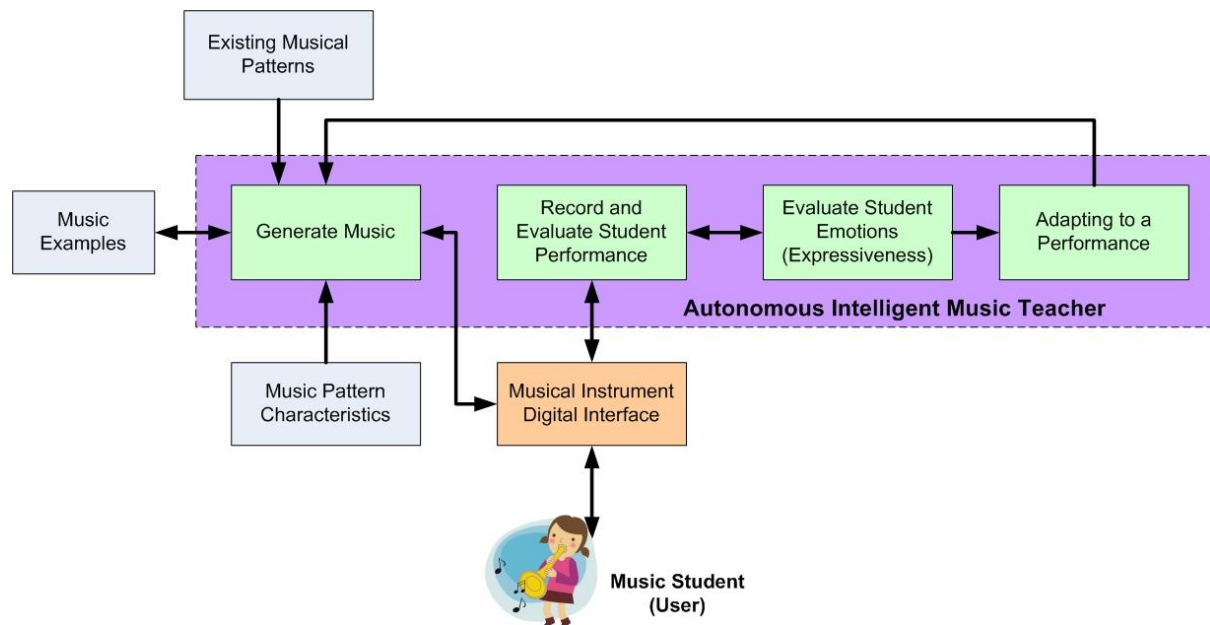 Existing Musical
Patterns
Music
Examples
Generate Music
Record and
Evaluate Student
Performance
Evaluate Student
Emotions
(Expressiveness)
Adapting to a
Performance
Autonomous Intelligent Music Teacher
Music Pattern
Characteristics
Musical Instrument
Digital Interface
Music Student
(User)